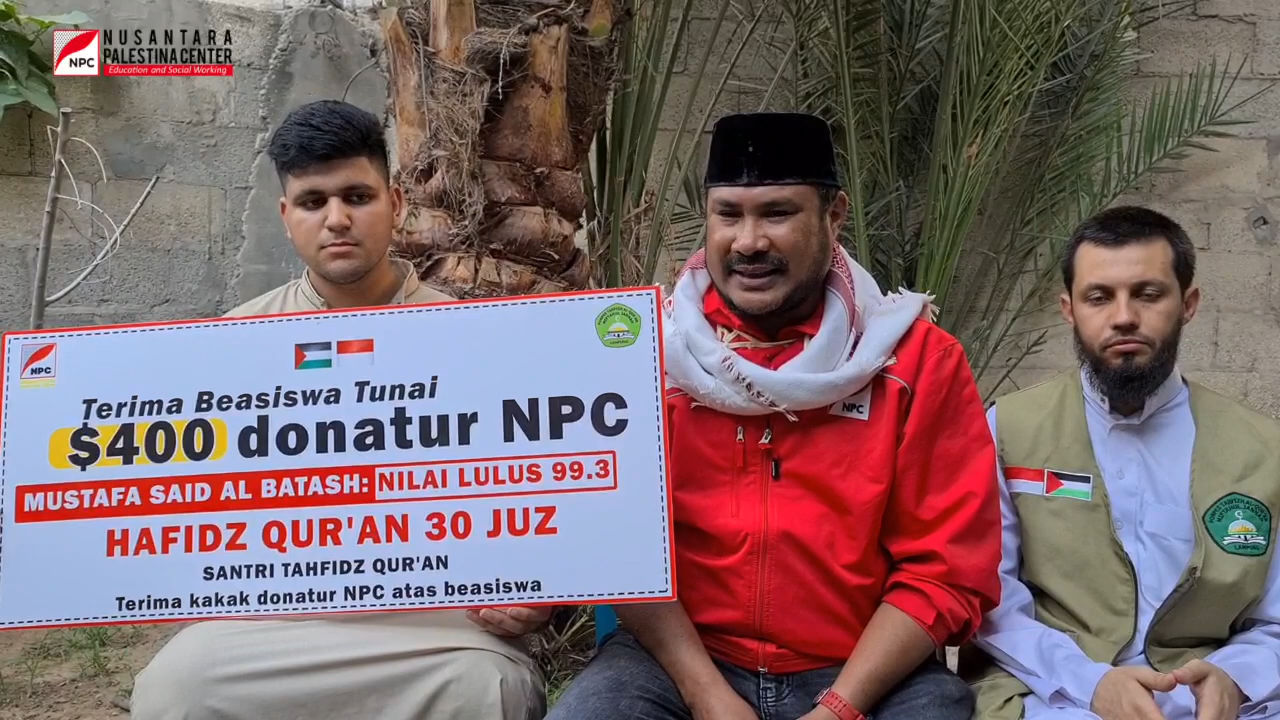 NUSANTARA
PALESTINA CENTER
Education and Social Working
NPC
NPC
Terima Beasiswa Tunai
$400 donatur NPC
MUSTAFA SAID AL BATASH: NILAI LULUS 99.3
HAFIDZ QUR'AN 30 JUZ
SANTRI TAHFIDZ QUR'AN
Terima kakak donatur NPC atas beasiswa
LAMPUNG
NPC
LAMPUNG